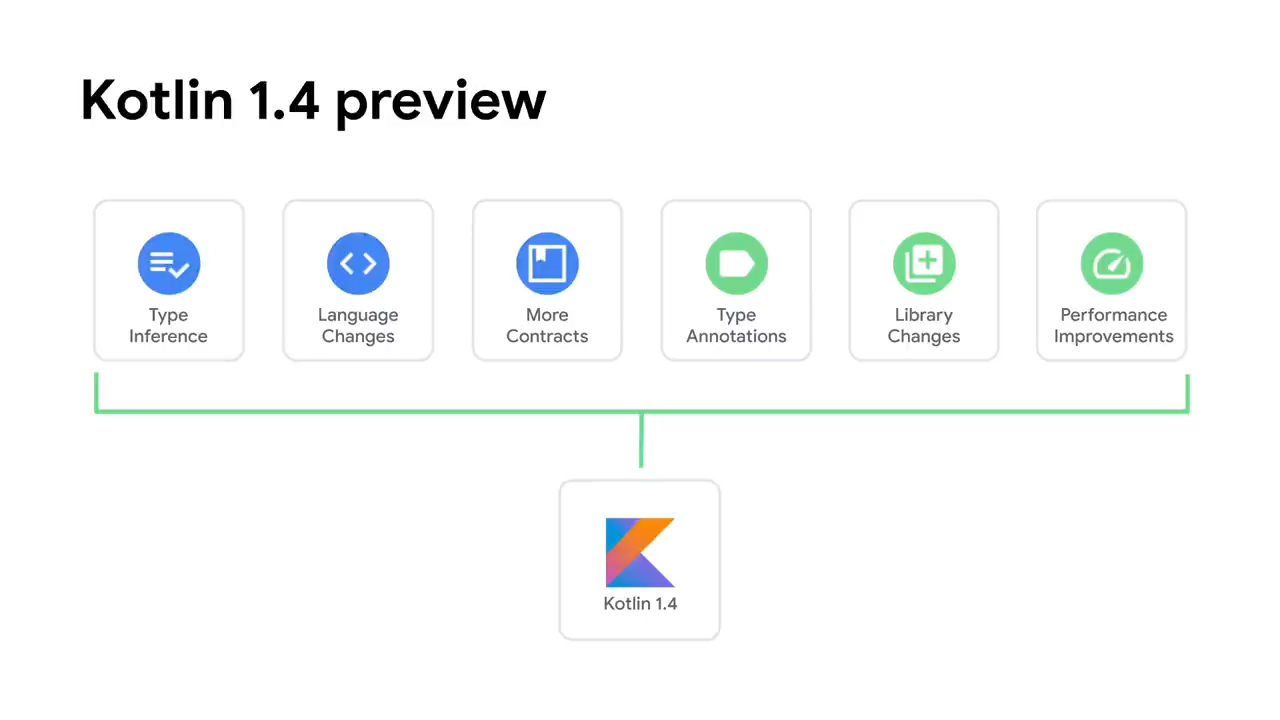 Kotlin 1.4 preview
Type
Inference
Language
Changes
More
Contracts
Type
Annotations
Library
Changes
Performance
Improvements
Kotlin 1.4